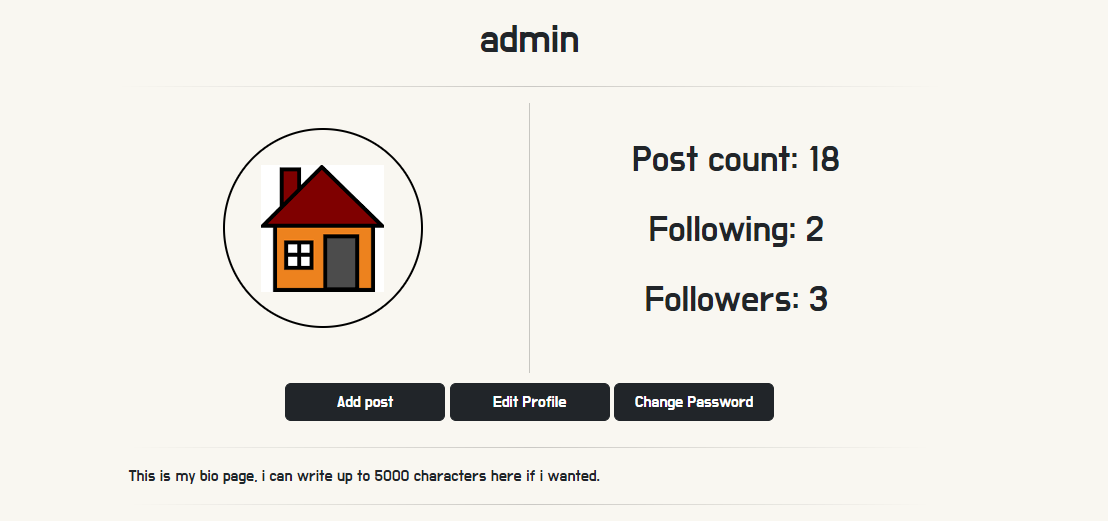 admin
Post count: 18
Following: 2
Followers: 3
Add post
Edit Profile
Change Password
This is my bio page, i can write up to 5000 characters here if i wanted.